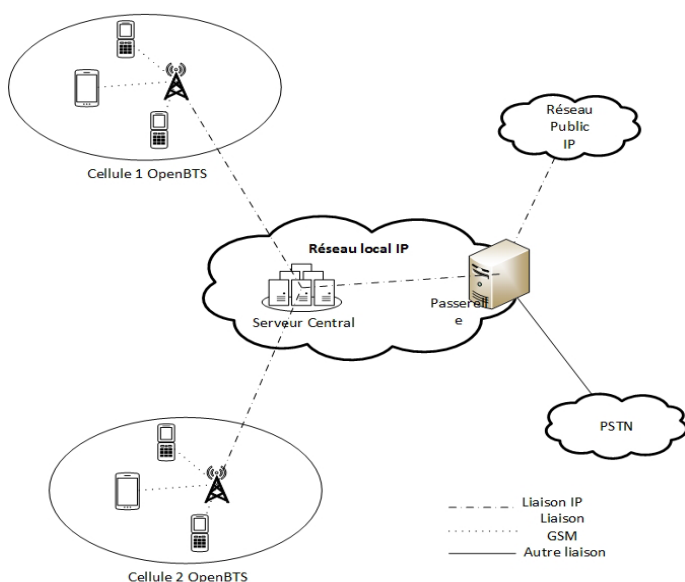 Cellule 1 OpenBTS
Réseau
Public
IP
Réseau local IP
Serveur Central
Passerell
e
PSTN
Cellule 2 OpenBTS
Liaison IP
Liaison
GSM
Autre liaison